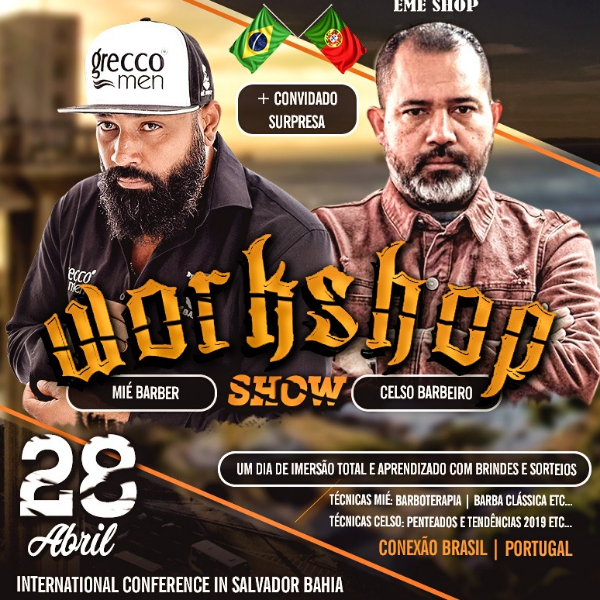 EME SHOP
grecco
men
+ CONVIDADO
SURPRESA
grecco
men
workshop
SHOW
MIÉ BARBER
CELSO BARBEIRO
28
Abril
UM DIA DE IMERSÃO TOTAL E APRENDIZADO COM BRINDES E SORTEIOS
TÉCNICAS MIÉ: BARBOTERAPIA | BARBA CLÁSSICA ETC...
TÉCNICAS CELSO: PENTEADOS E TENDÊNCIAS 2019 ETC...
CONEXÃO BRASIL | PORTUGAL
INTERNATIONAL CONFERENCE IN SALVADOR BAHIA